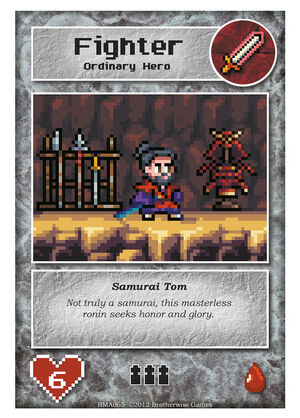 Fighter
Ordinary Hero
Samurai Tom
Not truly a samurai, this masterless
ronin seeks honor and glory.
6
BMA065 ©2012 Brotherwise Games